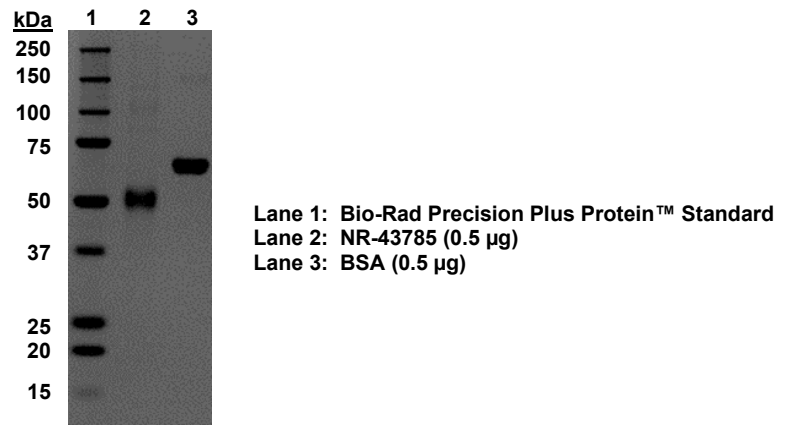 kDa 1 2 3
250
150
100
75
50
37
25
20
15
Lane 1: Bio-Rad Precision Plus Protein™ Standard
Lane 2: NR-43785 (0.5 µg)
Lane 3: BSA (0.5 µg)